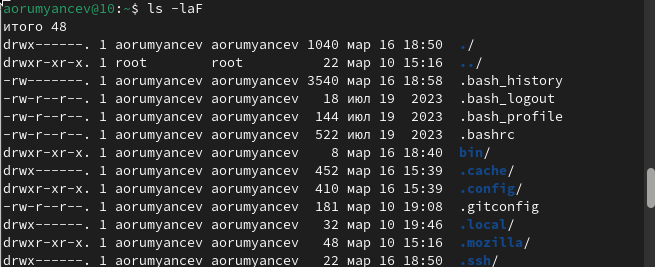 aorumyancev@10:~$ ls -laF
итого 48
drwx------. 1 aorumyancev aorumyancev 1040 мар 16 18:50 ./
drwxr-xr-x. 1 root        root          22 мар 10 15:16 ../
-rw-------. 1 aorumyancev aorumyancev 3540 мар 16 18:58 .bash_history
-rw-r--r--. 1 aorumyancev aorumyancev   18 июл 19  2023 .bash_logout
-rw-r--r--. 1 aorumyancev aorumyancev  144 июл 19  2023 .bash_profile
-rw-r--r--. 1 aorumyancev aorumyancev  522 июл 19  2023 .bashrc
drwxr-xr-x. 1 aorumyancev aorumyancev    8 мар 16 18:40 bin/
drwx------. 1 aorumyancev aorumyancev  452 мар 16 15:39 .cache/
drwxr-xr-x. 1 aorumyancev aorumyancev  410 мар 16 15:39 .config/
-rw-r--r--. 1 aorumyancev aorumyancev  181 мар 10 19:08 .gitconfig
drwx------. 1 aorumyancev aorumyancev   32 мар 10 19:46 .local/
drwxr-xr-x. 1 aorumyancev aorumyancev   48 мар 10 15:16 .mozilla/
drwx------. 1 aorumyancev aorumyancev   22 мар 16 18:50 .ssh/